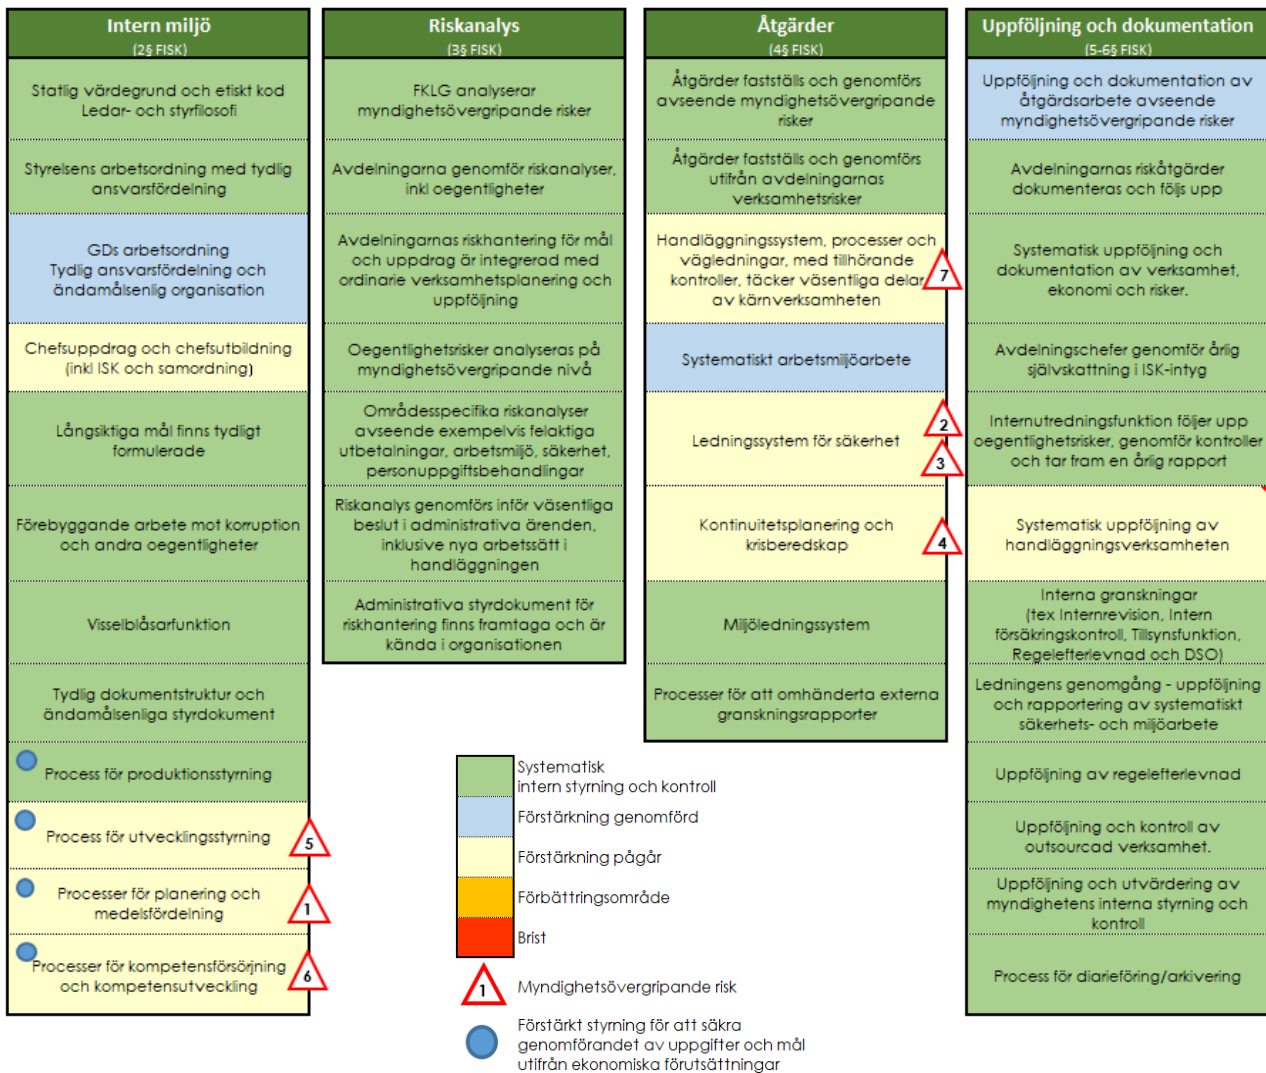 Intern miljö
(2§ FISK)
Statlig värdegrund och etiskt kod
Ledar- och styrfilosofi
Styrelsens arbetsordning med tydlig
ansvarsfördelning
GDs arbetsordning
Tydlig ansvarsfördelning och
ändamålsenlig organisation
Chefsuppdrag och chefsutbildning
(inkl ISK och samordning)
Långsiktiga mål finns tydligt
formulerade
Förebyggande arbete mot korruption
och andra oegentligheter
Visselblåsarfunktion
Tydlig dokumentstruktur och
ändamålsenliga styrdokument
Process för produktionsstyrning
Process för utvecklingsstyrning
5
Processer för planering och
medelsfördelning
1
Processer för kompetensförsörjning
och kompetensutveckling
6
Riskanalys
(3§ FISK)
FKLG analyserar
myndighetsövergripande risker
Avdelningarna genomför riskanalyser,
inkl oegentligheter
Avdelningarnas riskhantering för mål
och uppdrag är integrerad med
ordinarie verksamhetsplanering och
uppföljning
Oegentlighetsrisker analyseras på
myndighetsövergripande nivå
Områdesspecifika riskanalyser
avseende exempelvis felaktiga
utbetalningar, arbetsmiljö, säkerhet,
personuppgiftsbehandlingar
Riskanalys genomförs inför väsentliga
beslut i administrativa ärenden,
inklusive nya arbetssätt i
handläggningen
Administrativa styrdokument för
riskhantering finns framtaga och är
kända i organisationen
Åtgärder
(4§ FISK)
Åtgärder fastställs och genomförs
avseende myndighetsövergripande
risker
Åtgärder fastställs och genomförs
utifrån avdelningarnas
verksamhetsrisker
Handläggningssystem, processer och
vägledningar, med tillhörande
kontroller, täcker väsentliga delar
av kärnverksamheten
7
Systematiskt arbetsmiljöarbete
Ledningssystem för säkerhet
2
3
Kontinuitetsplanering och
krisberedskap
4
Miljöledningssystem
Processer för att omhänderta externa
granskningsrapporter
Uppföljning och dokumentation
(5-6§ FISK)
Uppföljning och dokumentation av
åtgärdsarbete avseende
myndighetsövergripande risker
Avdelningarnas riskåtgärder
dokumenteras och följs upp
Systematisk uppföljning och
dokumentation av verksamhet,
ekonomi och risker.
Avdelningschefer genomför årlig
självskattning i ISK-intyg
Internutredningsfunktion följer upp
oegentlighetsrisker, genomför kontroller
och tar fram en årlig rapport
Systematisk uppföljning av
handläggningsverksamheten
Interna granskningar
(tex Internrevision, Intern
försäkringskontroll, Tillsynsfunktion,
Regelefterlevnad och DSO)
Ledningens genomgång - uppföljning
och rapportering av systematiskt
säkerhets- och miljöarbete
Uppföljning av regelefterlevnad
Uppföljning och kontroll av
outsourcad verksamhet.
Uppföljning och utvärdering av
myndighetens interna styrning och
kontroll
Process för diarieföring/arkivering
Systematisk
intern styrning och kontroll
Förstärkning genomförd
Förstärkning pågår
Förbättringsområde
Brist
1
Myndighetsövergripande risk
Förstärkt styrning för att säkra
genomförandet av uppgifter och mål
utifrån ekonomiska förutsättningar